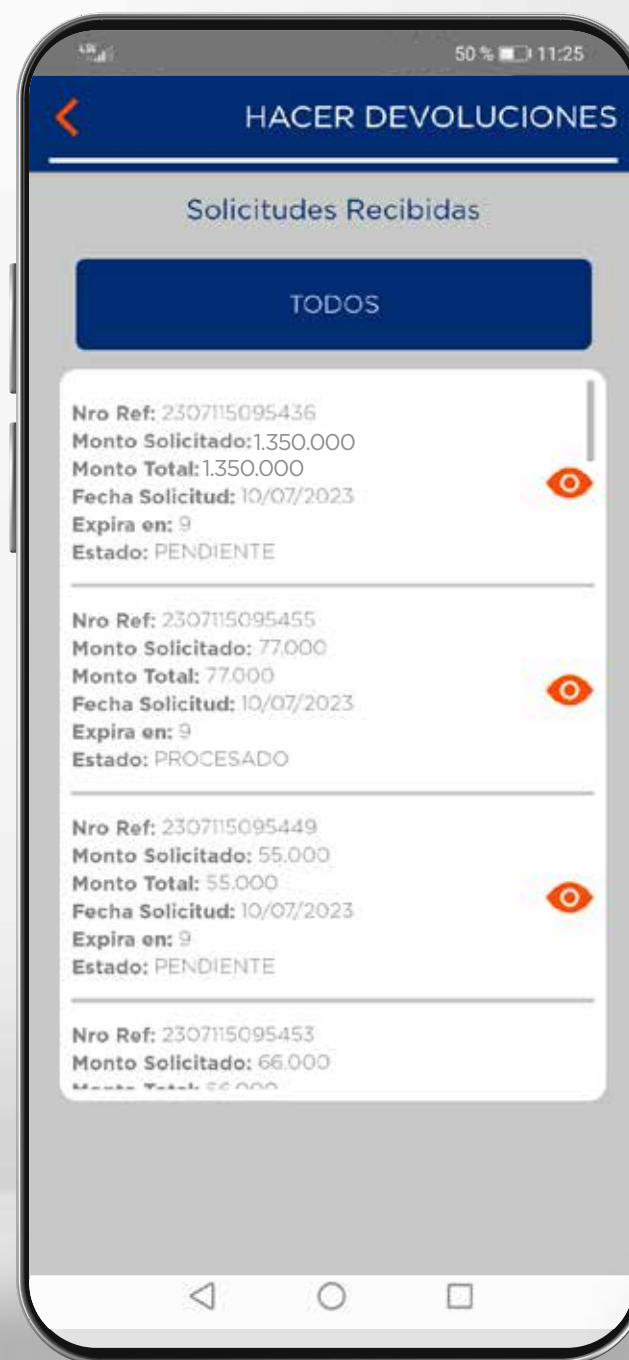 50 % 11:25
HACER DEVOLUCIONES
Solicitudes Recibidas
TODOS
Nro Ref: 2307115095436
Monto Solicitado: 1.350.000
Monto Total: 1.350.000
Fecha Solicitud: 10/07/2023
Expira en: 9
Estado: PENDIENTE
Nro Ref: 2307115095455
Monto Solicitado: 77.000
Monto Total: 77.000
Fecha Solicitud: 10/07/2023
Expira en: 9
Estado: PROCESADO
Nro Ref: 2307115095449
Monto Solicitado: 55.000
Monto Total: 55.000
Fecha Solicitud: 10/07/2023
Expira en: 9
Estado: PENDIENTE
Nro Ref: 2307115095453
Monto Solicitado: 66.000
Monto Total: